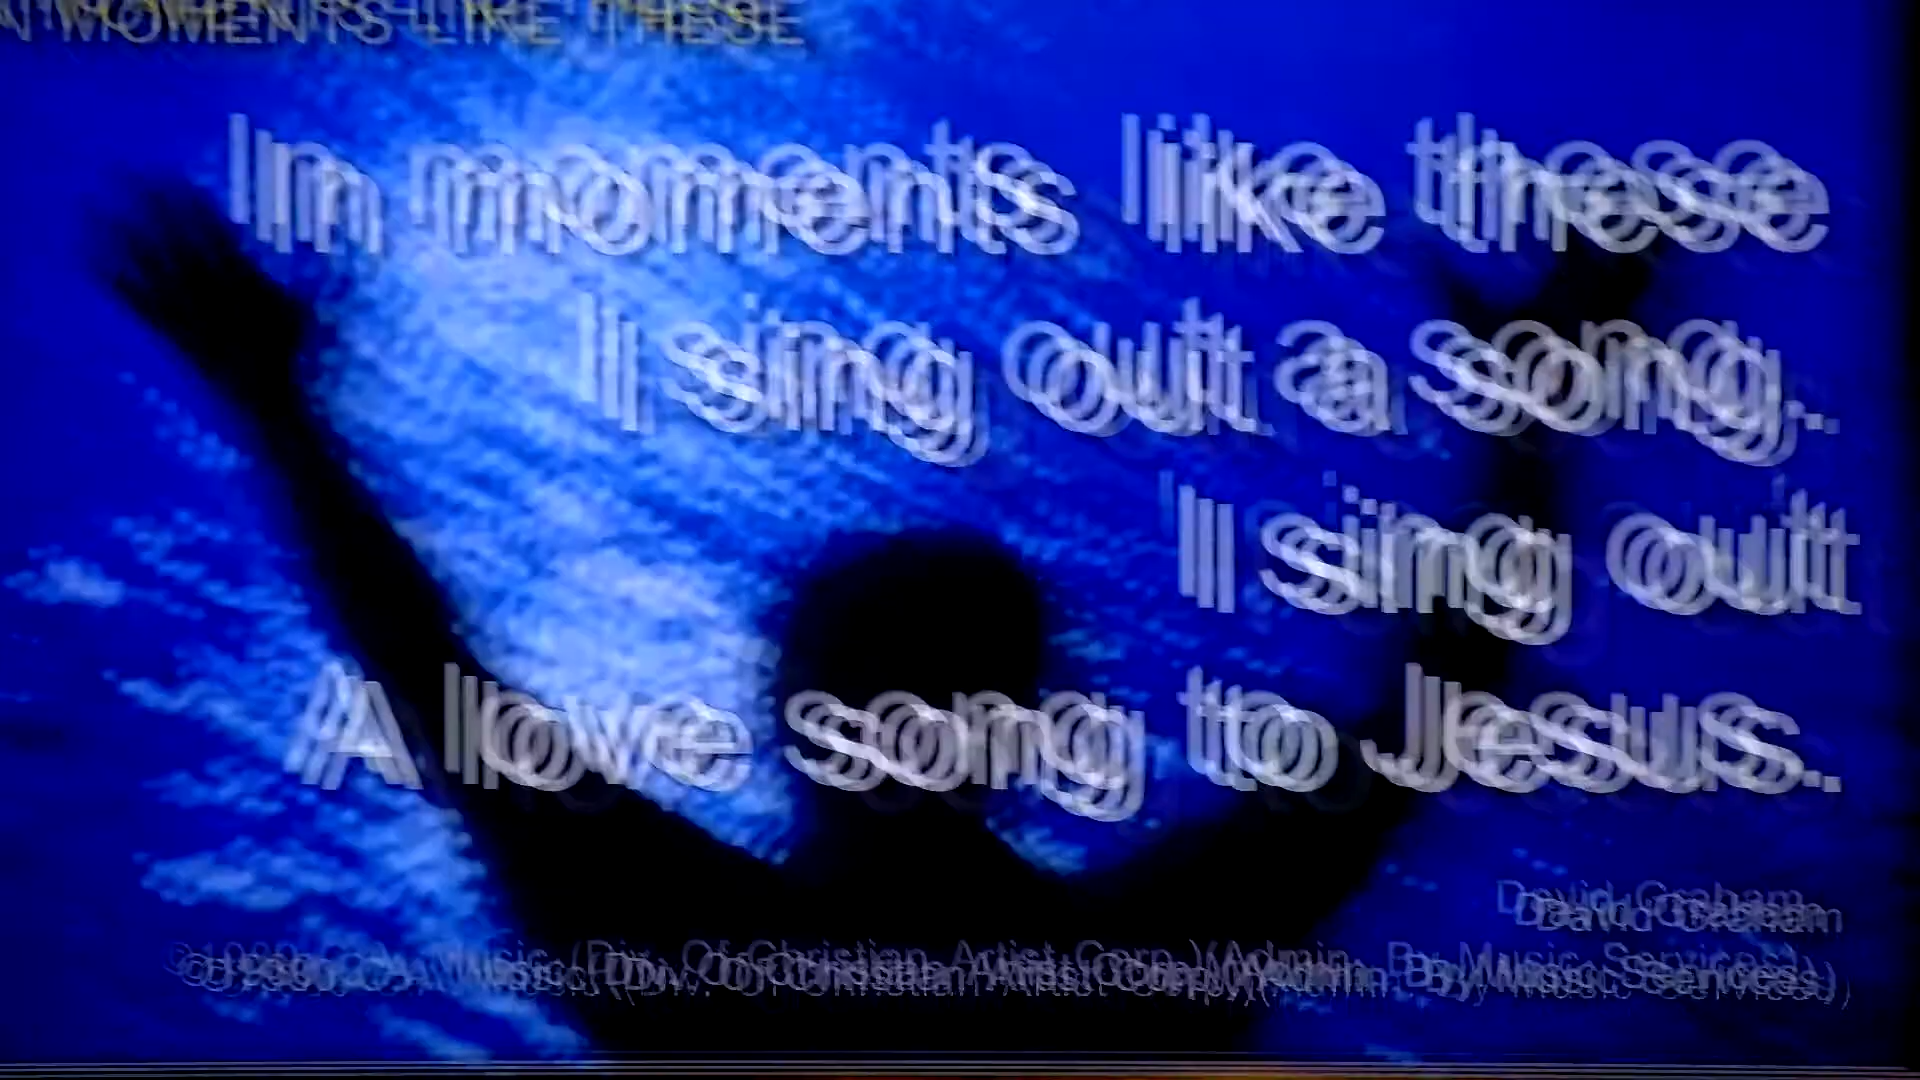 N MOMENTS LIKE THESE
In moments like these
I sing out a song.
I sing out
A love song to Jesus.
David Graham
C.A. Music (Div. Of Christian Artist Corp.)(Admin. By Music Services)